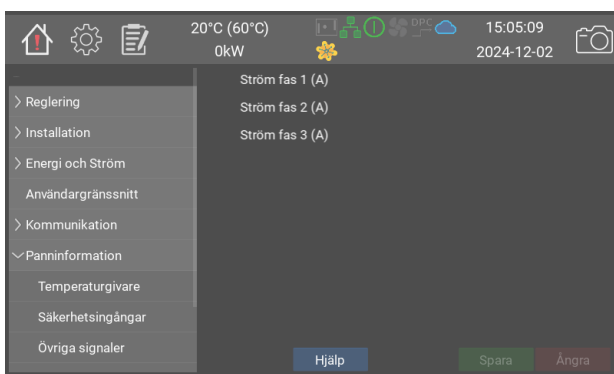 20°C (60°C)
0kW
DPC
15:05:09
2024-12-02
Ström fas 1 (A)
Ström fas 2 (A)
Ström fas 3 (A)
Reglering
Installation
Energi och Ström
Användargränssnitt
Kommunikation
Panninformation
Temperaturgivare
Säkerhetsingångar
Övriga signaler
Hjälp
Spara
Ångra